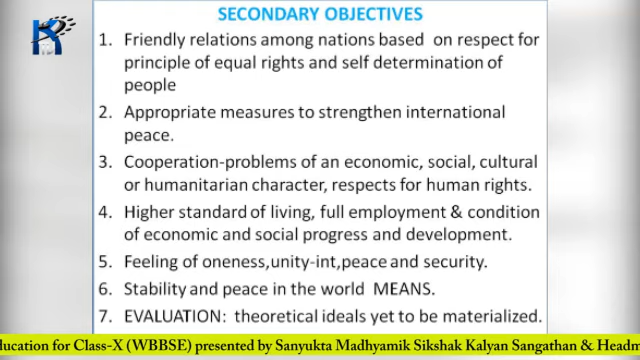 SECONDARY OBJECTIVES
1. Friendly relations among nations based on respect for
principle of equal rights and self determination of
people
2. Appropriate measures to strengthen international
peace.
3. Cooperation-problems of an economic, social, cultural
or humanitarian character, respects for human rights.
4. Higher standard of living, full employment & condition
of economic and social progress and development.
5. Feeling of oneness,unity-int,peace and security.
6. Stability and peace in the world MEANS.
7. EVALUATION: theoretical ideals yet to be materialized.
ducation for Class-X (WBBSE) presented by Sanyukta Madhyamik Sikshak Kalyan Sangathan & Headm